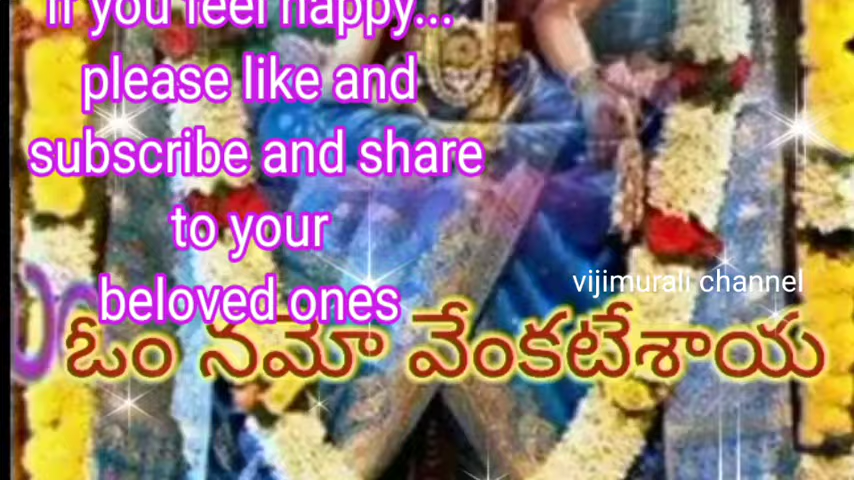 If you feel happy...
please like and
subscribe and share
to your
beloved ones
vijimurali channel
ఓం నమో వేంకటేశాయ